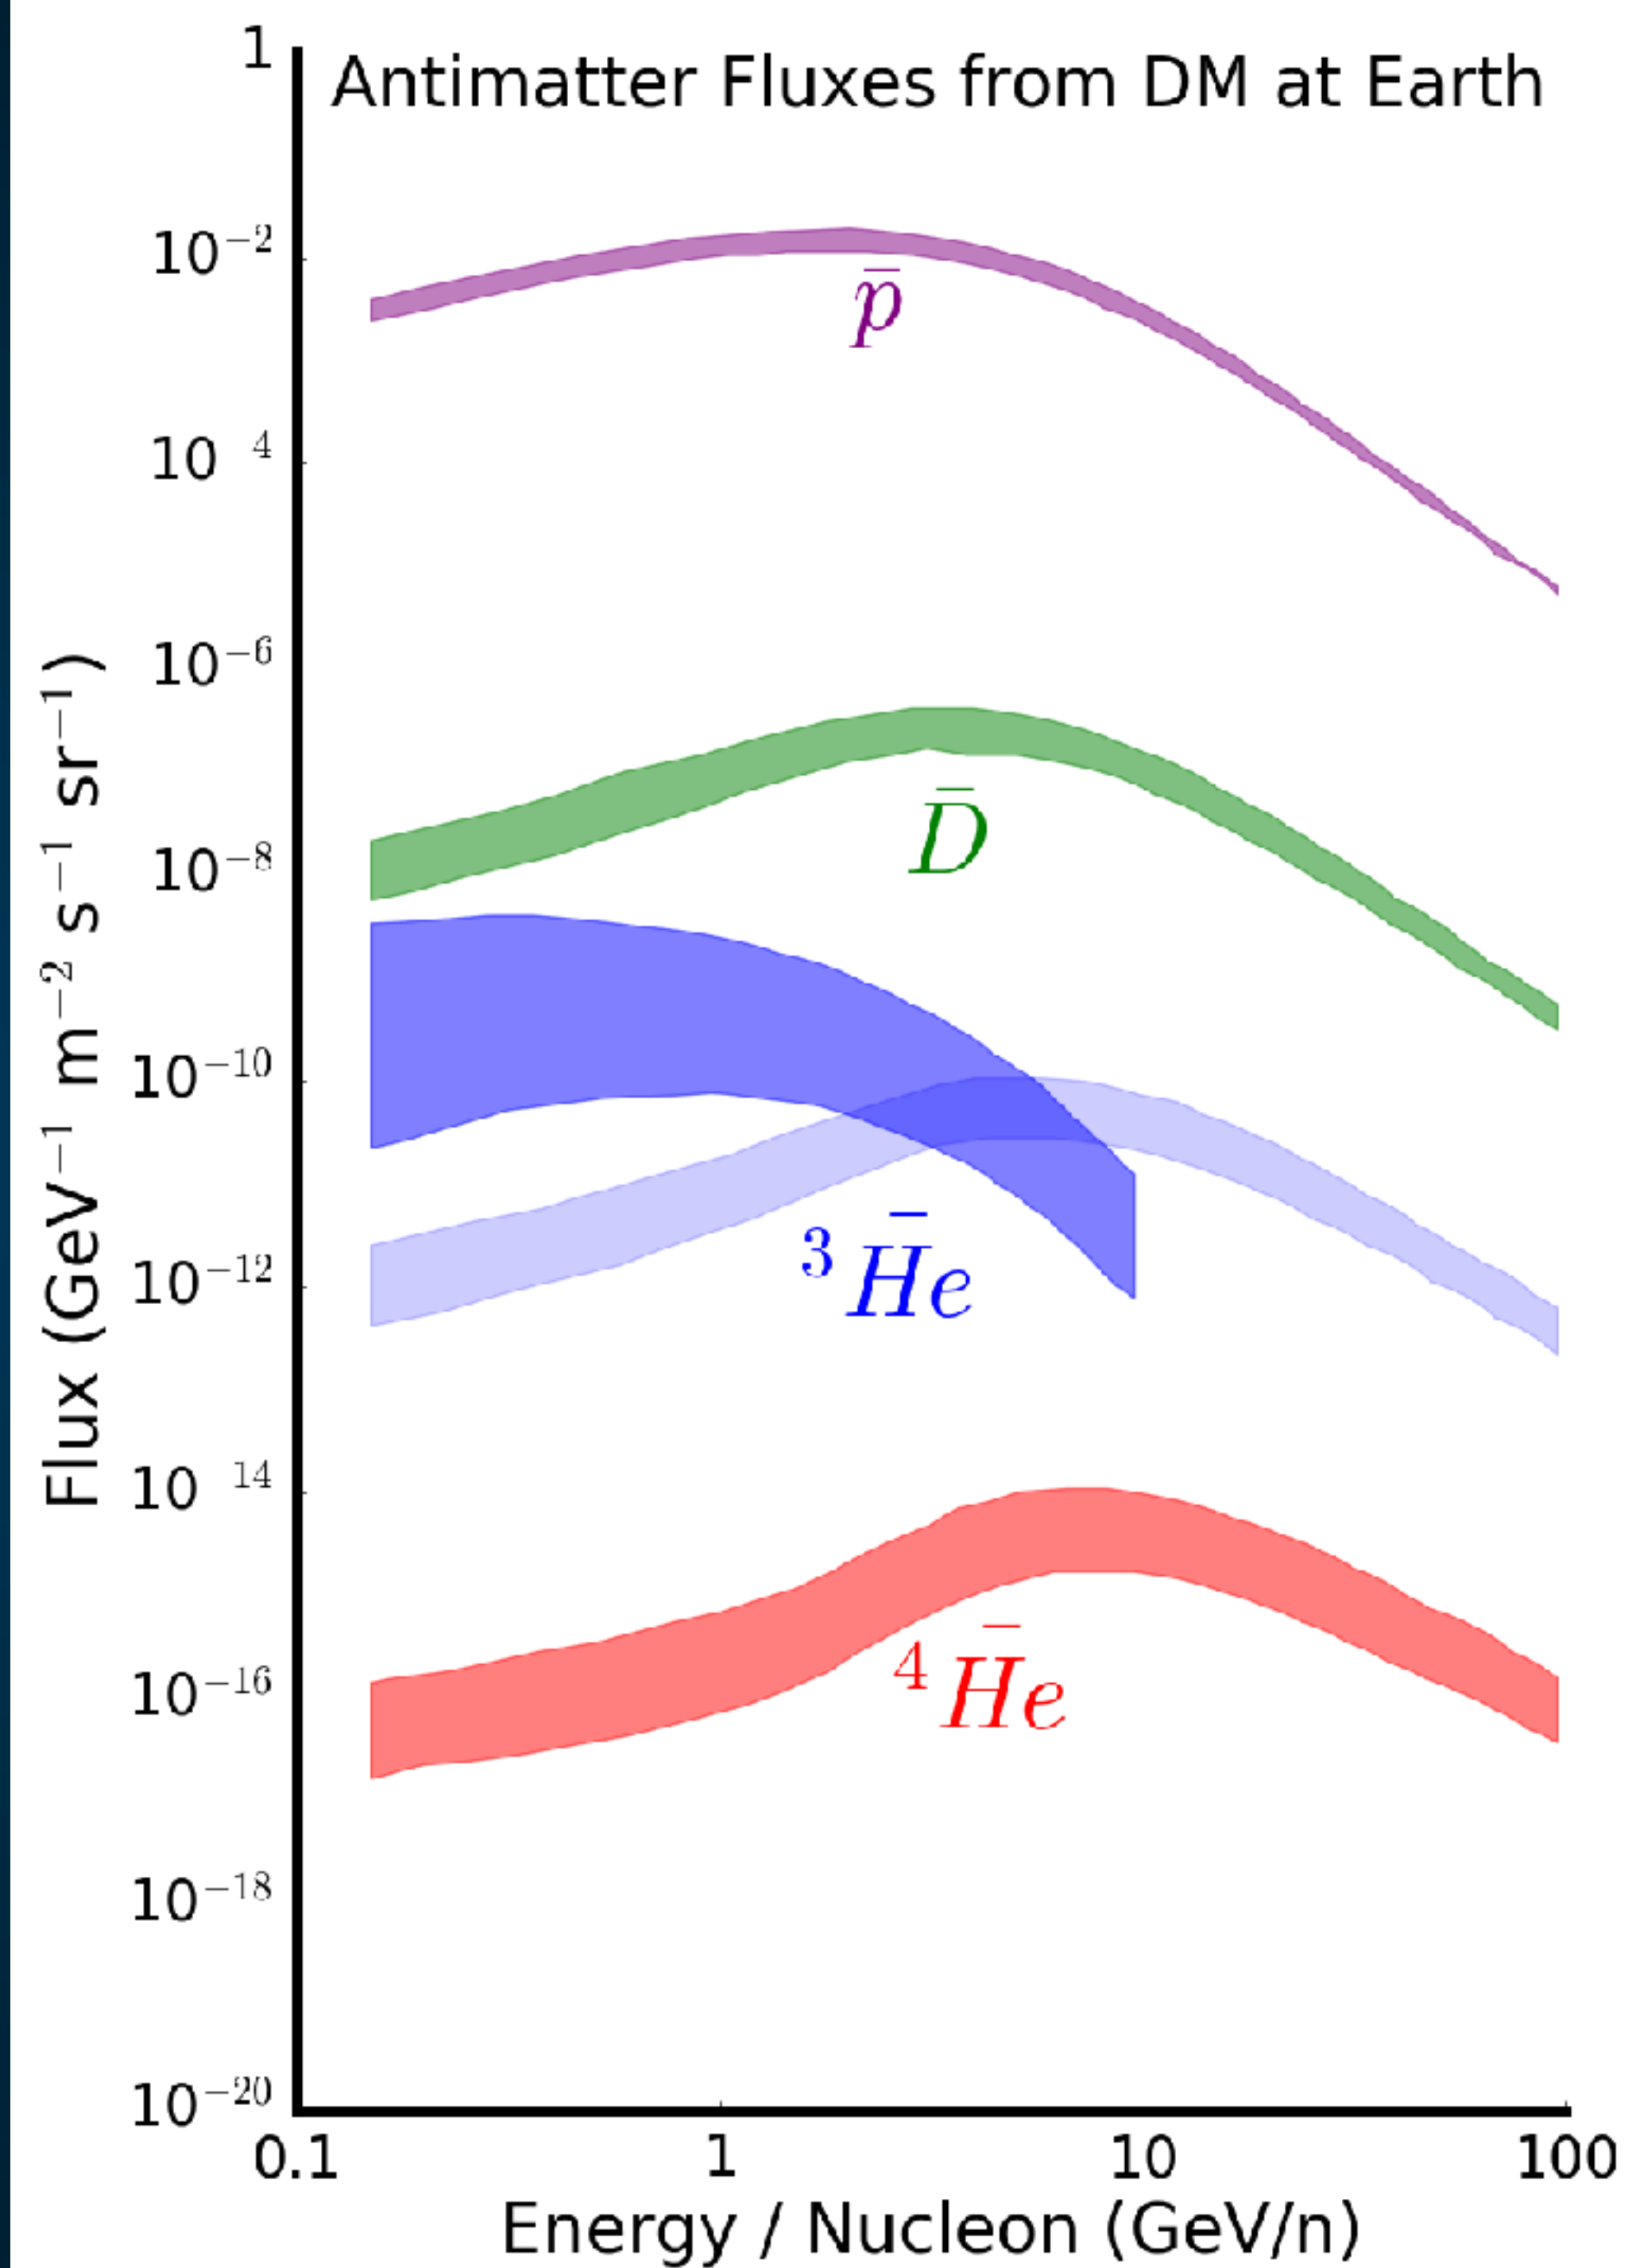 Antimatter Fluxes from DM at Earth
Flux (GeV⁻¹ m⁻² s⁻¹ sr⁻¹)
1
10⁻²
10 ⁴
10⁻⁶
10⁻⁸
10⁻¹⁰
10⁻¹²
10 ¹⁴
10⁻¹⁶
10⁻¹⁸
10⁻²⁰
p̄
D̄
³H̄e
⁴H̄e
0.1 1 10 100
Energy / Nucleon (GeV/n)